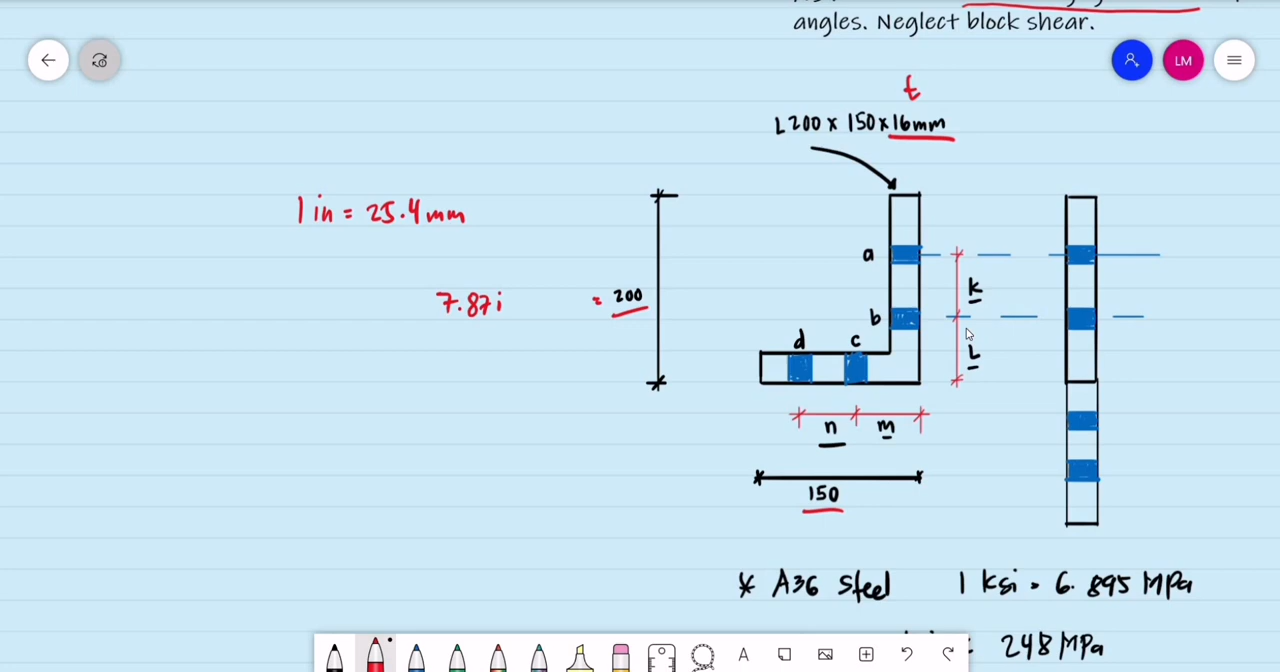 angles. Neglect block shear.
LM
t
L200 x 150 x 16mm
1 in = 25.4 mm
a
k
7.87i
= 200
b
L
d
c
n
m
150
* A36 steel
1 ksi = 6.895 MPa
= 248 MPa
A